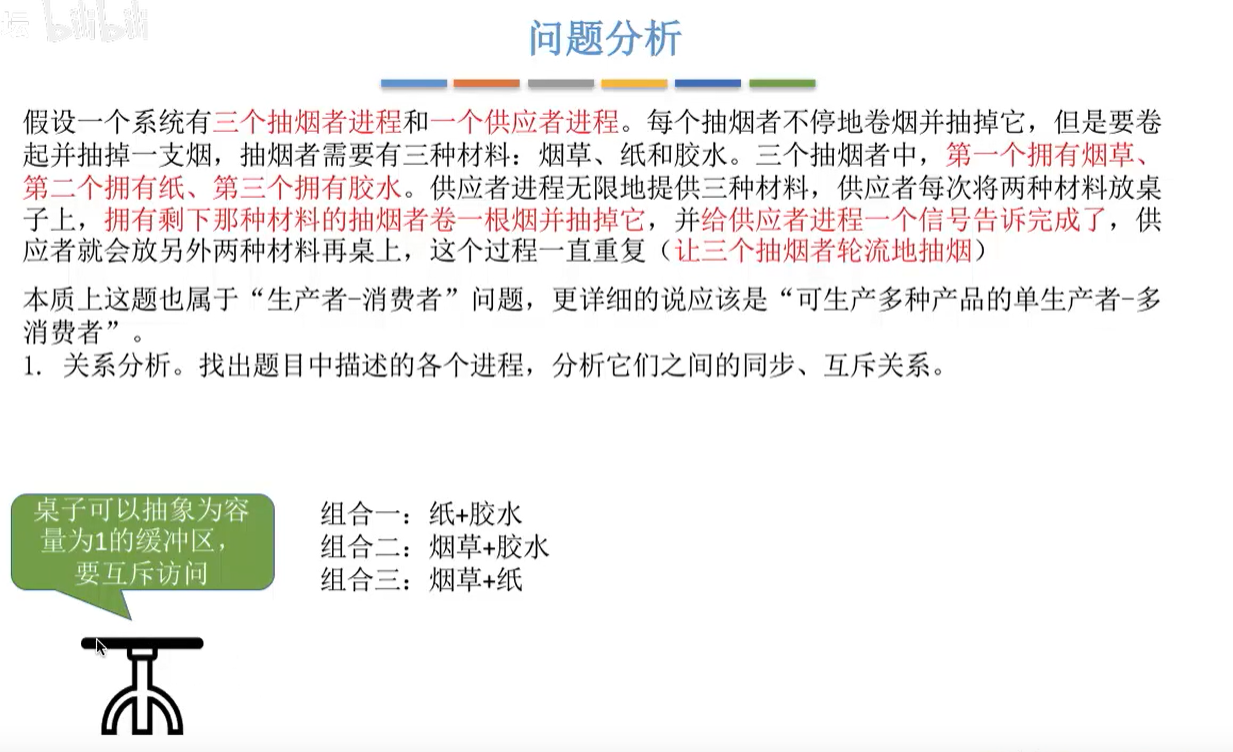 坛 bilibili
问题分析
假设一个系统有三个抽烟者进程和一个供应者进程。每个抽烟者不停地卷烟并抽掉它，但是要卷
起并抽掉一支烟，抽烟者需要有三种材料：烟草、纸和胶水。三个抽烟者中，第一个拥有烟草、
第二个拥有纸、第三个拥有胶水。供应者进程无限地提供三种材料，供应者每次将两种材料放桌
子上，拥有剩下那种材料的抽烟者卷一根烟并抽掉它，并给供应者进程一个信号告诉完成了，供
应者就会放另外两种材料再桌上，这个过程一直重复（让三个抽烟者轮流地抽烟）
本质上这题也属于“生产者-消费者”问题，更详细的说应该是“可生产多种产品的单生产者-多
消费者”。
1. 关系分析。找出题目中描述的各个进程，分析它们之间的同步、互斥关系。
桌子可以抽象为容
量为1的缓冲区，
要互斥访问
组合一：纸+胶水
组合二：烟草+胶水
组合三：烟草+纸